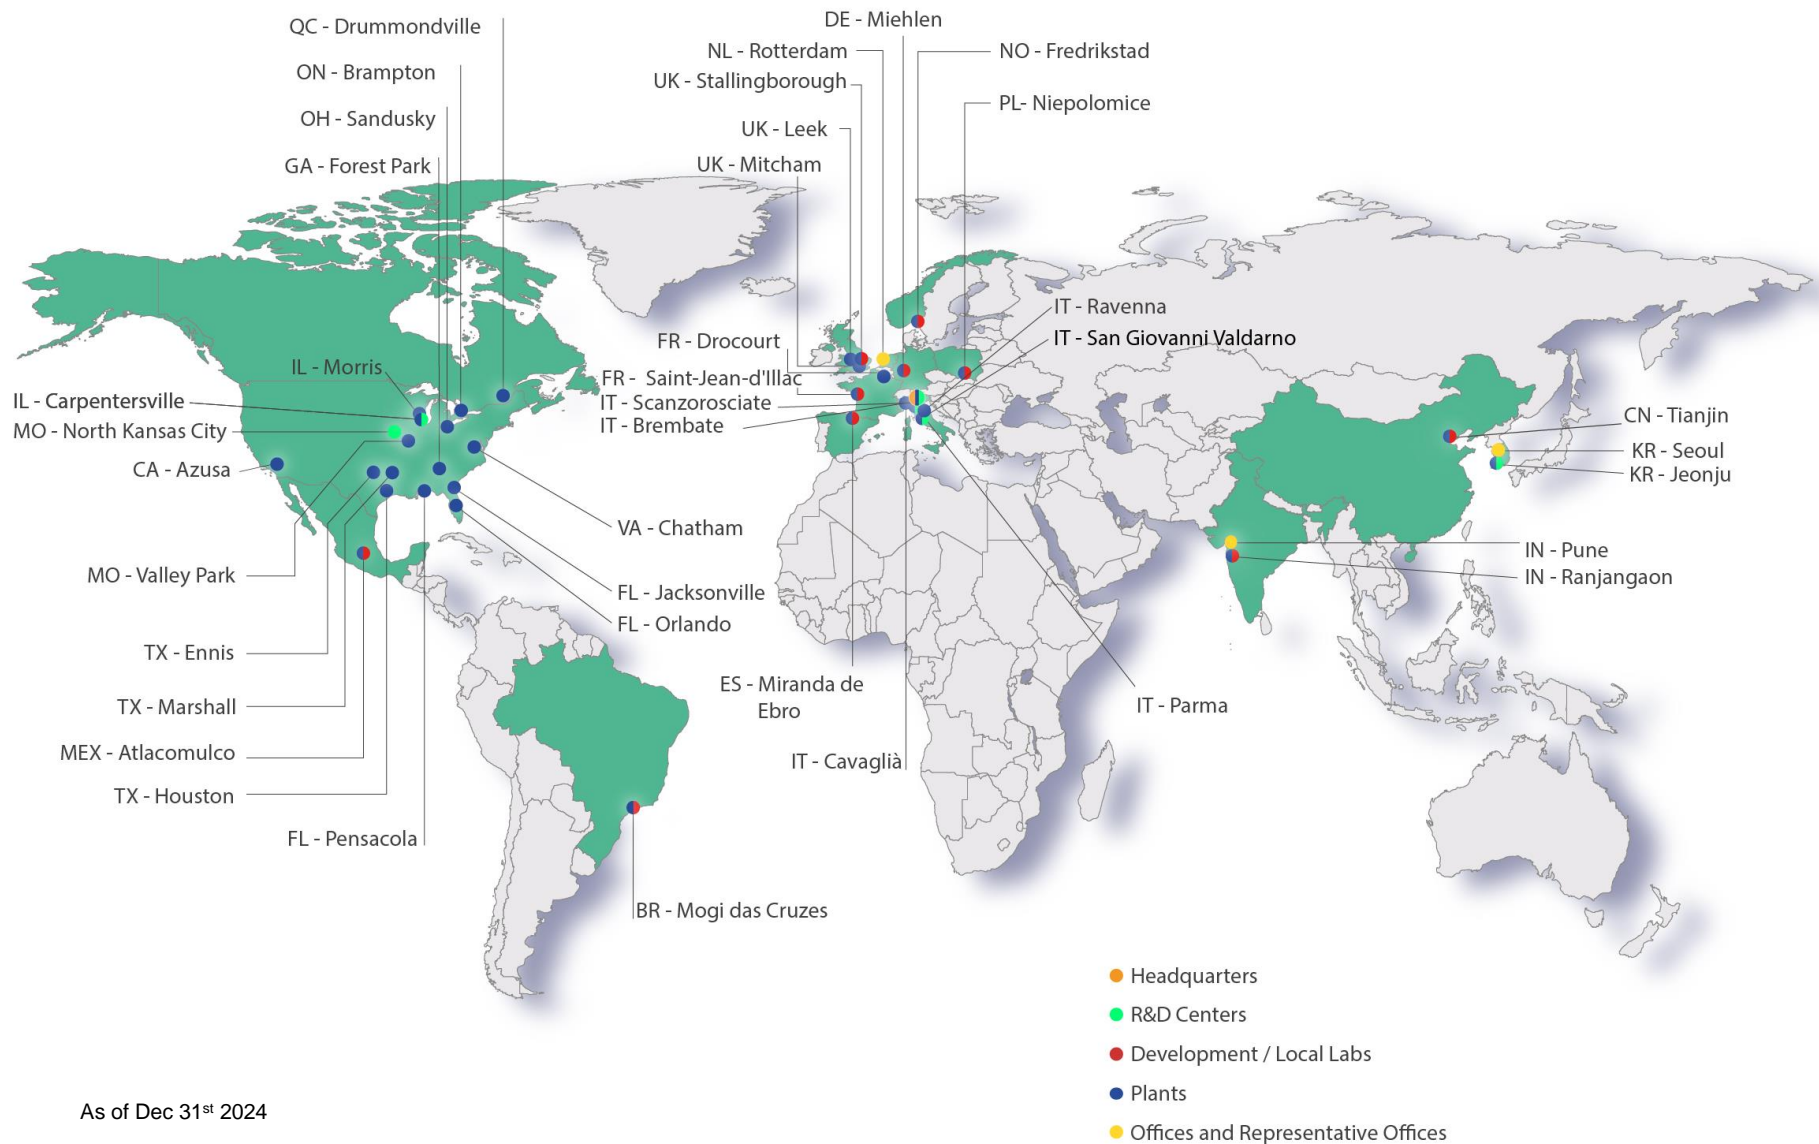 QC - Drummondville
ON - Brampton
OH - Sandusky
GA - Forest Park
DE - Miehlen
NL - Rotterdam
NO - Fredrikstad
UK - Stallingborough
PL- Niepolomice
UK - Leek
UK - Mitcham
IT - Ravenna
IT - San Giovanni Valdarno
FR - Drocourt
IL - Morris
FR - Saint-Jean-d'Illac
IL - Carpentersville
IT - Scanzorosciate
MO - North Kansas City
IT - Brembate
CN - Tianjin
CA - Azusa
KR - Seoul
KR - Jeonju
VA - Chatham
IN - Pune
MO - Valley Park
IN - Ranjangaon
FL - Jacksonville
FL - Orlando
TX - Ennis
ES - Miranda de
Ebro
TX - Marshall
IT - Parma
MEX - Atlacomulco
IT - Cavaglià
TX - Houston
FL - Pensacola
BR - Mogi das Cruzes
Headquarters
R&D Centers
Development / Local Labs
Plants
Offices and Representative Offices
As of Dec 31st 2024